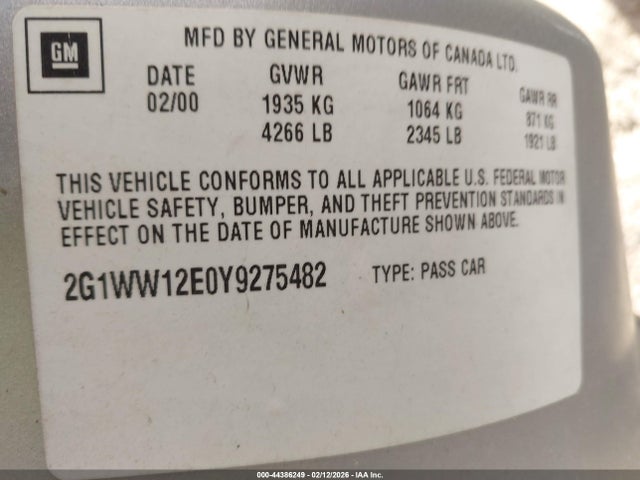 GM
MFD BY GENERAL MOTORS OF CANADA LTD.
DATE GVWR GAWR FRT GAWR RR
02/00 1935 KG 1064 KG 871 KG
4266 LB 2345 LB 1921 LB
THIS VEHICLE CONFORMS TO ALL APPLICABLE U.S. FEDERAL MOTOR
VEHICLE SAFETY, BUMPER, AND THEFT PREVENTION STANDARDS IN
EFFECT ON THE DATE OF MANUFACTURE SHOWN ABOVE.
2G1WW12E0Y9275482 TYPE: PASS CAR
000-44386249 - 02/12/2026 - IAA Inc.